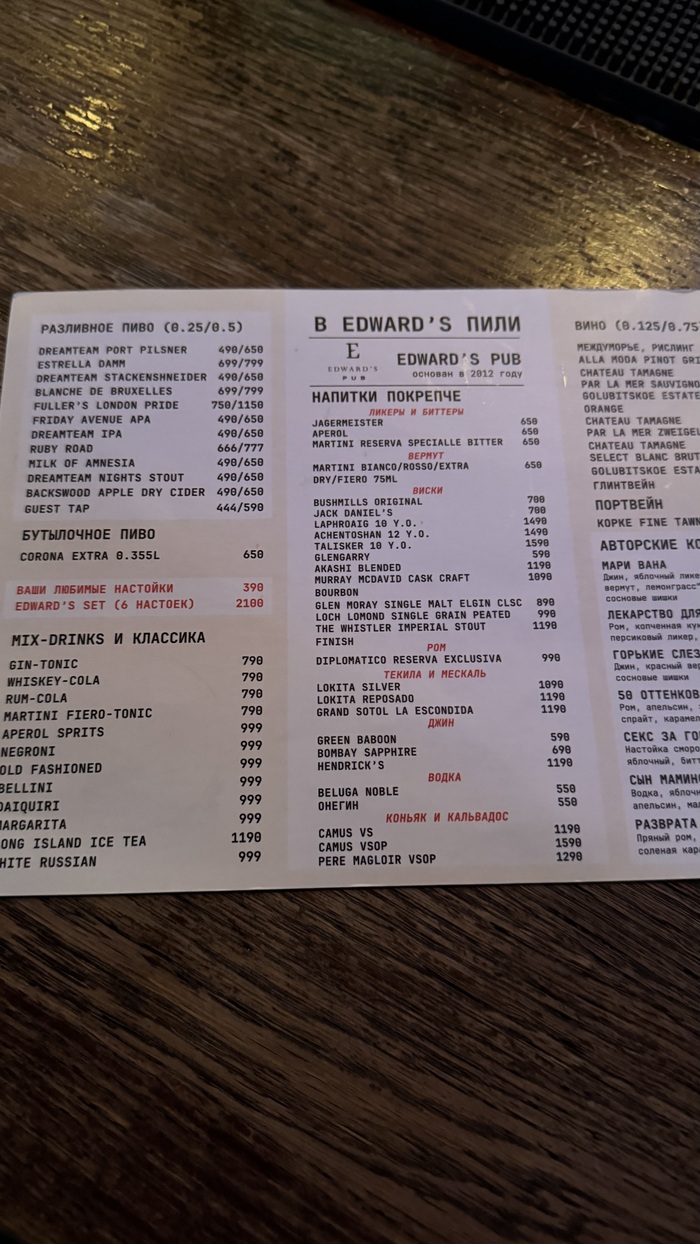 РАЗЛИВНОЕ ПИВО (0.25/0.5)
DREAMTEAM PORT PILSNER 490/650
ESTRELLA DAMM 699/799
DREAMTEAM STACKENSHNEIDER 490/650
BLANCHE DE BRUXELLES 699/799
FULLER'S LONDON PRIDE 750/1150
FRIDAY AVENUE APA 490/650
DREAMTEAM IPA 490/650
RUBY ROAD 666/777
MILK OF AMNESIA 490/650
DREAMTEAM NIGHTS STOUT 490/650
BACKSWOOD APPLE DRY CIDER 490/650
GUEST TAP 444/590
БУТЫЛОЧНОЕ ПИВО
CORONA EXTRA 0.355L 650
ВАШИ ЛЮБИМЫЕ НАСТОЙКИ 390
EDWARD'S SET (6 НАСТОЕК) 2100
MIX-DRINKS И КЛАССИКА
GIN-TONIC 790
WHISKEY-COLA 790
RUM-COLA 790
MARTINI FIERO-TONIC 790
APEROL SPRITS 999
NEGRONI 999
OLD FASHIONED 999
BELLINI 999
DAIQUIRI 999
MARGARITA 999
ONG ISLAND ICE TEA 1190
HITE RUSSIAN 999
В EDWARD'S ПИЛИ
E
EDWARD'S
PUB
EDWARD'S PUB
основан в 2012 году
НАПИТКИ ПОКРЕПЧЕ
ЛИКЕРЫ И БИТТЕРЫ
JAGERMEISTER 650
APEROL 650
MARTINI RESERVA SPECIALLE BITTER 650
ВЕРМУТ
MARTINI BIANCO/ROSSO/EXTRA 650
DRY/FIERO 75ML
ВИСКИ
BUSHMILLS ORIGINAL 700
JACK DANIEL'S 700
LAPHROAIG 10 Y.O. 1490
ACHENTOSHAN 12 Y.O. 1490
TALISKER 10 Y.O. 1590
GLENGARRY 590
AKASHI BLENDED 1190
MURRAY MCDAVID CASK CRAFT 1090
BOURBON
GLEN MORAY SINGLE MALT ELGIN CLSC 890
LOCH LOMOND SINGLE GRAIN PEATED 990
THE WHISTLER IMPERIAL STOUT 1190
FINISH
РОМ
DIPLOMATICO RESERVA EXCLUSIVA 990
ТЕКИЛА И МЕСКАЛЬ
LOKITA SILVER 1090
LOKITA REPOSADO 1190
GRAND SOTOL LA ESCONDIDA 1190
ДЖИН
GREEN BABOON 590
BOMBAY SAPPHIRE 690
HENDRICK'S 1190
ВОДКА
BELUGA NOBLE 550
ОНЕГИН 550
КОНЬЯК И КАЛЬВАДОС
CAMUS VS 1190
CAMUS VSOP 1590
PERE MAGLOIR VSOP 1290
ВИНО (0.125/0.75
МЕЖДУМОРЬЕ, РИСЛИНГ
ALLA MODA PINOT GRI
CHATEAU TAMAGNE
PAR LA MER SAUVIGNO
GOLUBITSKOE ESTATE
ORANGE
CHATEAU TAMAGNE
PAR LA MER ZWEIGEL
CHATEAU TAMAGNE
SELECT BLANC BRUT
GOLUBITSKOE ESTA
ГЛИНТВЕЙН
ПОРТВЕЙН
KOPKE FINE TAWN
АВТОРСКИЕ КО
МАРИ ВАНА
Джин, яблочный лике
вермут, лемонграсс
сосновые шишки
ЛЕКАРСТВО ДЛЯ
Ром, копченная ку
персиковый ликер,
ГОРЬКИЕ СЛЕЗ
Джин, красный вер
сосновые шишки
50 ОТТЕНКОВ
Ром, апельсин,
спрайт, карамел
СЕКС ЗА ГО
Настойка сморо
яблочный, битт
СЫН МАМИН
Водка, яблочн
апельсин, ма
РАЗВРАТА
Пряный ром,
соленая кар